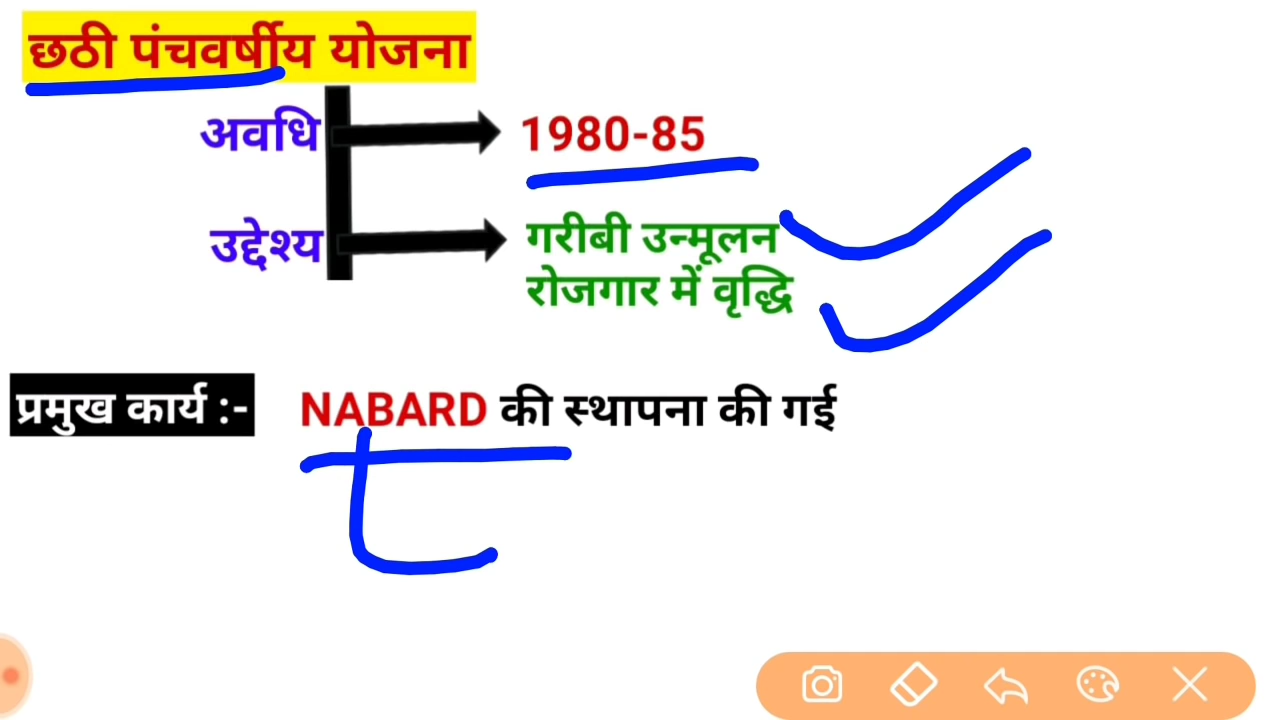 छठी पंचवर्षीय योजना
अवधि 1980-85
उद्देश्य गरीबी उन्मूलन
रोजगार में वृद्धि
प्रमुख कार्य :- NABARD की स्थापना की गई